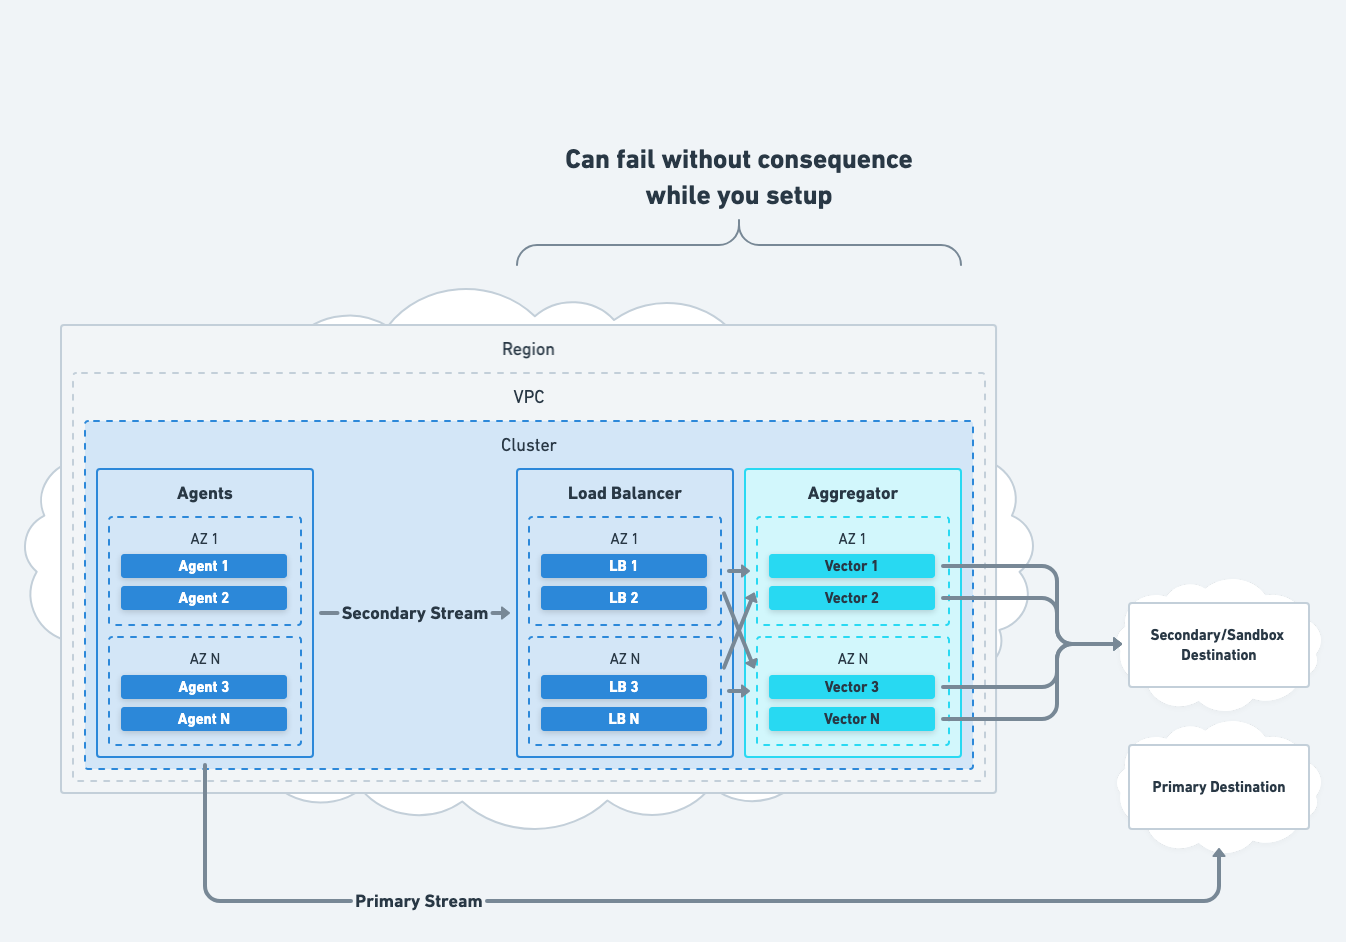 Can fail without consequence
while you setup
Region
VPC
Cluster
Agents
AZ 1
Agent 1
Agent 2
AZ N
Agent 3
Agent N
Secondary Stream
Load Balancer
AZ 1
LB 1
LB 2
AZ N
LB 3
LB N
Aggregator
AZ 1
Vector 1
Vector 2
AZ N
Vector 3
Vector N
Secondary/Sandbox
Destination
Primary Destination
Primary Stream